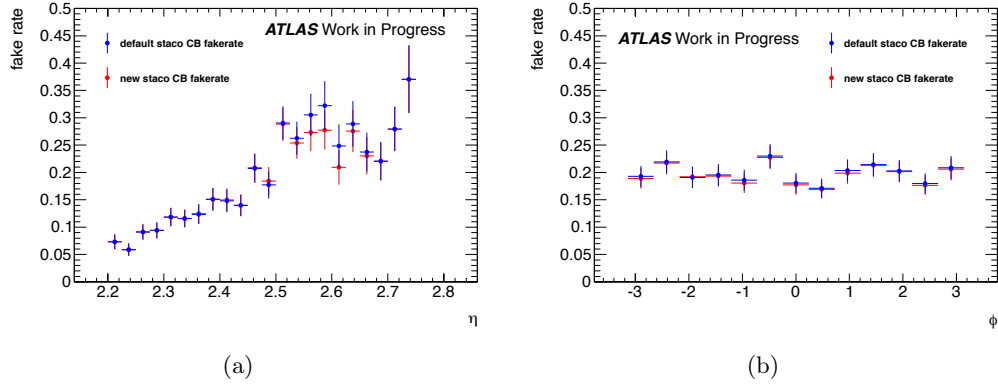 fake rate
0.5
0.45
0.4
0.35
0.3
0.25
0.2
0.15
0.1
0.05
0
ATLAS Work in Progress
default staco CB fakerate
new staco CB fakerate
2.2 2.3 2.4 2.5 2.6 2.7 2.8
η
(a)
fake rate
0.5
0.45
0.4
0.35
0.3
0.25
0.2
0.15
0.1
0.05
0
ATLAS Work in Progress
default staco CB fakerate
new staco CB fakerate
-3 -2 -1 0 1 2 3
ϕ
(b)